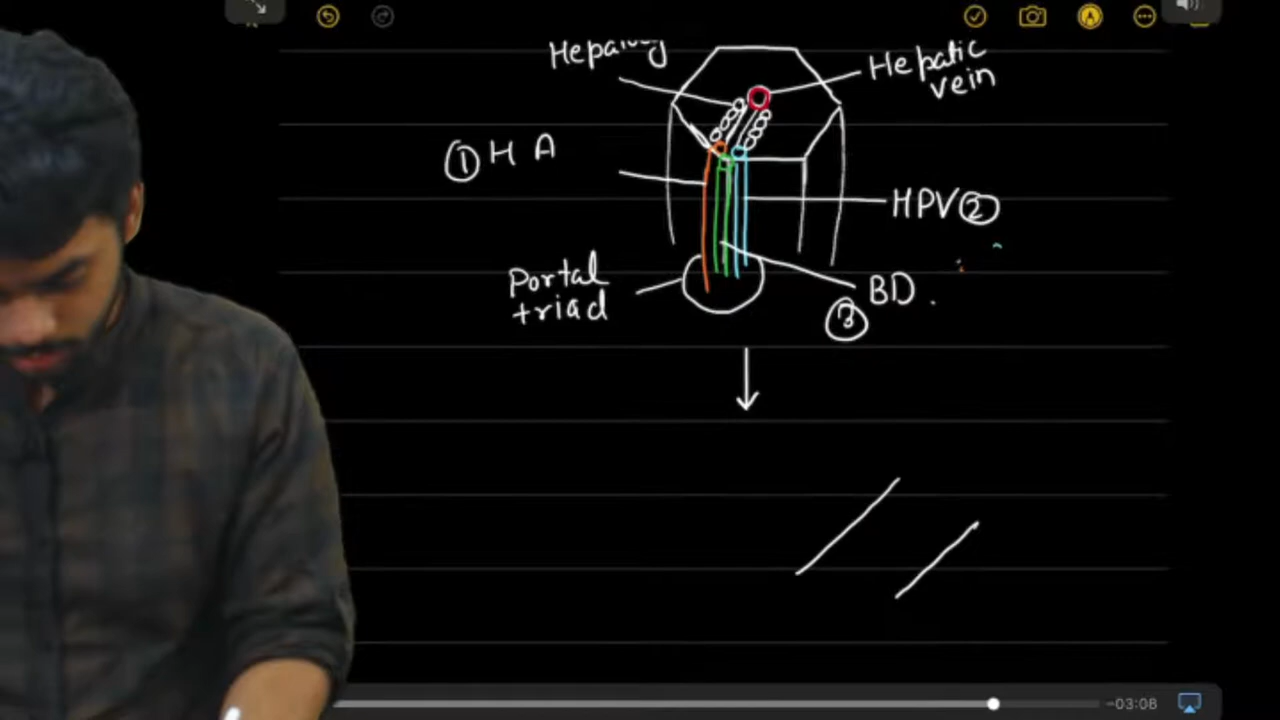 Hepatic
vein
① H A
HPV ②
Portal
triad
BD.
③
-03:08